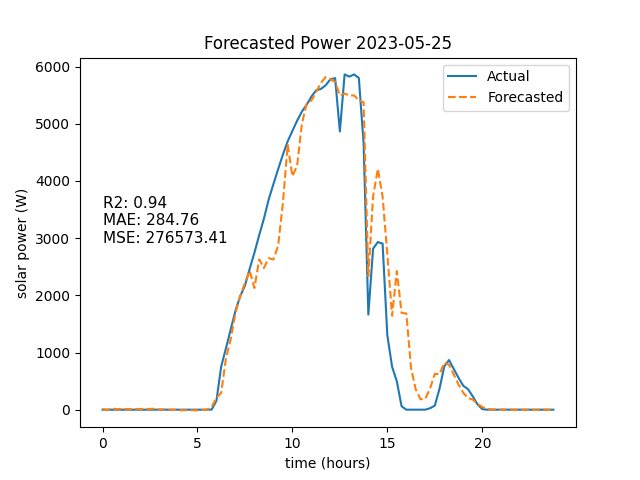 Forecasted Power 2023-05-25
Actual
Forecasted
R2: 0.94
MAE: 284.76
MSE: 276573.41
solar power (W)
6000
5000
4000
3000
2000
1000
0
0 5 10 15 20
time (hours)